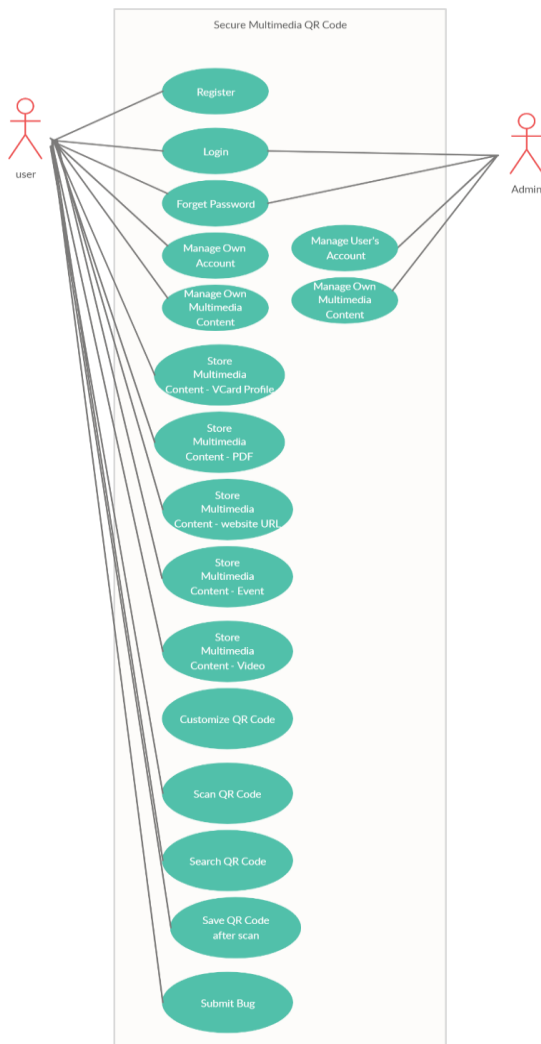 Secure Multimedia QR Code
Register
user
Login
Admin
Forget Password
Manage Own
Account
Manage User's
Account
Manage Own
Multimedia
Content
Manage Own
Multimedia
Content
Store
Multimedia
Content - VCard Profile
Store
Multimedia
Content - PDF
Store
Multimedia
Content - website URL
Store
Multimedia
Content - Event
Store
Multimedia
Content - Video
Customize QR Code
Scan QR Code
Search QR Code
Save QR Code
after scan
Submit Bug